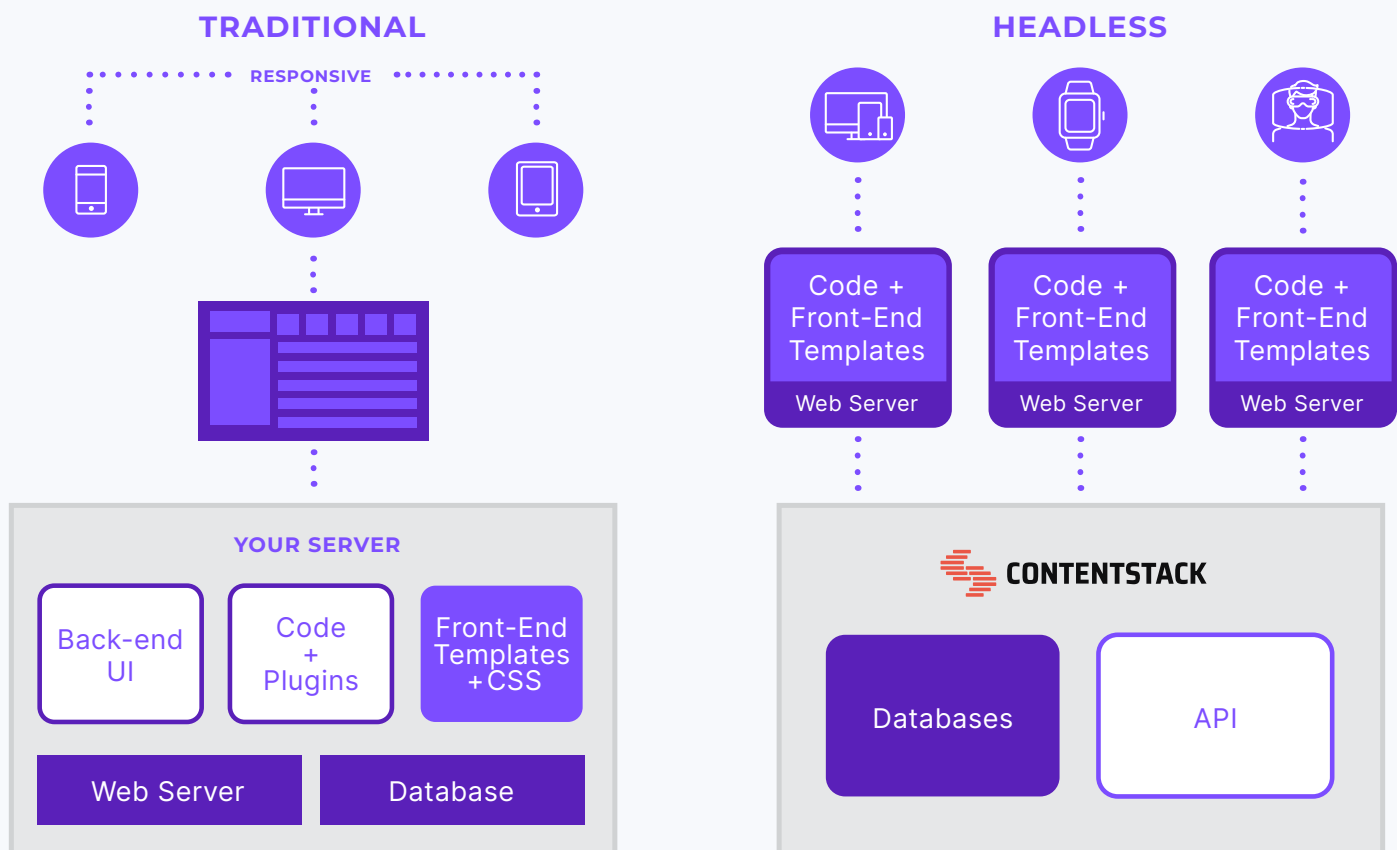 TRADITIONAL
RESPONSIVE
YOUR SERVER
Back-end
UI
Code
+
Plugins
Front-End
Templates
+CSS
Web Server
Database
HEADLESS
Code +
Front-End
Templates
Web Server
Code +
Front-End
Templates
Web Server
Code +
Front-End
Templates
Web Server
CONTENTSTACK
Databases
API